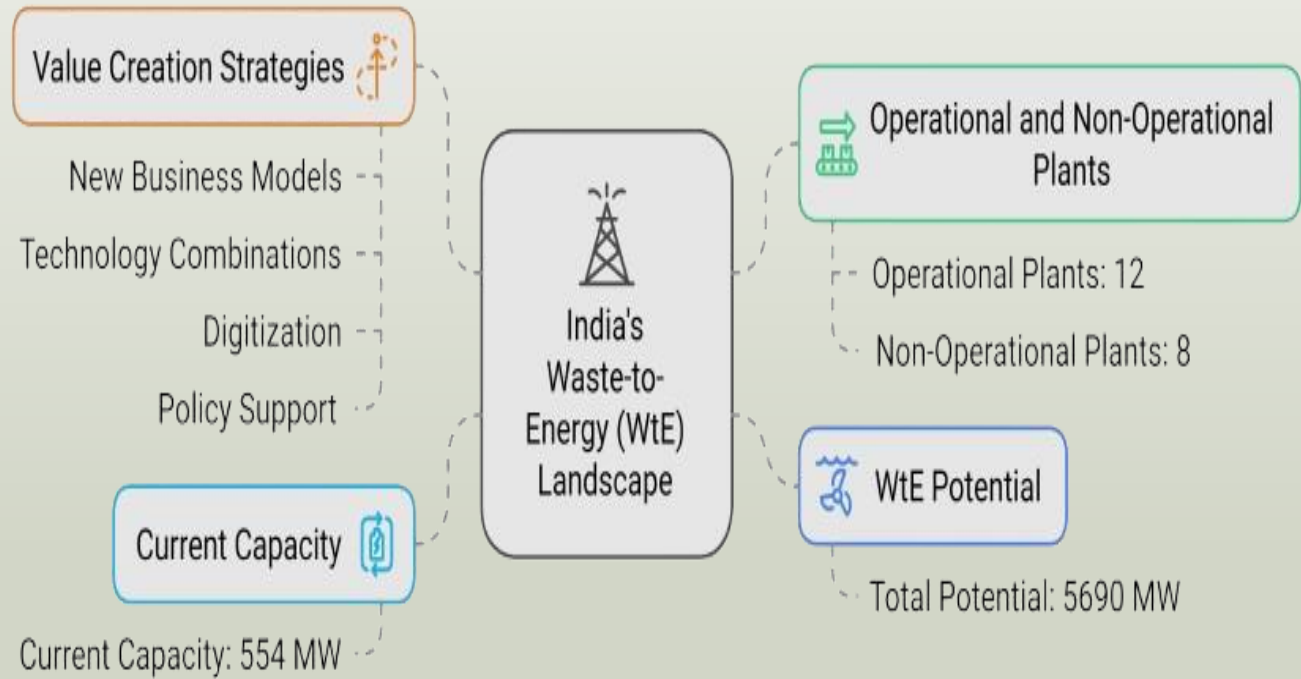 Value Creation Strategies
New Business Models
Technology Combinations
Digitization
Policy Support
Current Capacity
Current Capacity: 554 MW
India's
Waste-to-
Energy (WtE)
Landscape
Operational and Non-Operational
Plants
Operational Plants: 12
Non-Operational Plants: 8
WtE Potential
Total Potential: 5690 MW